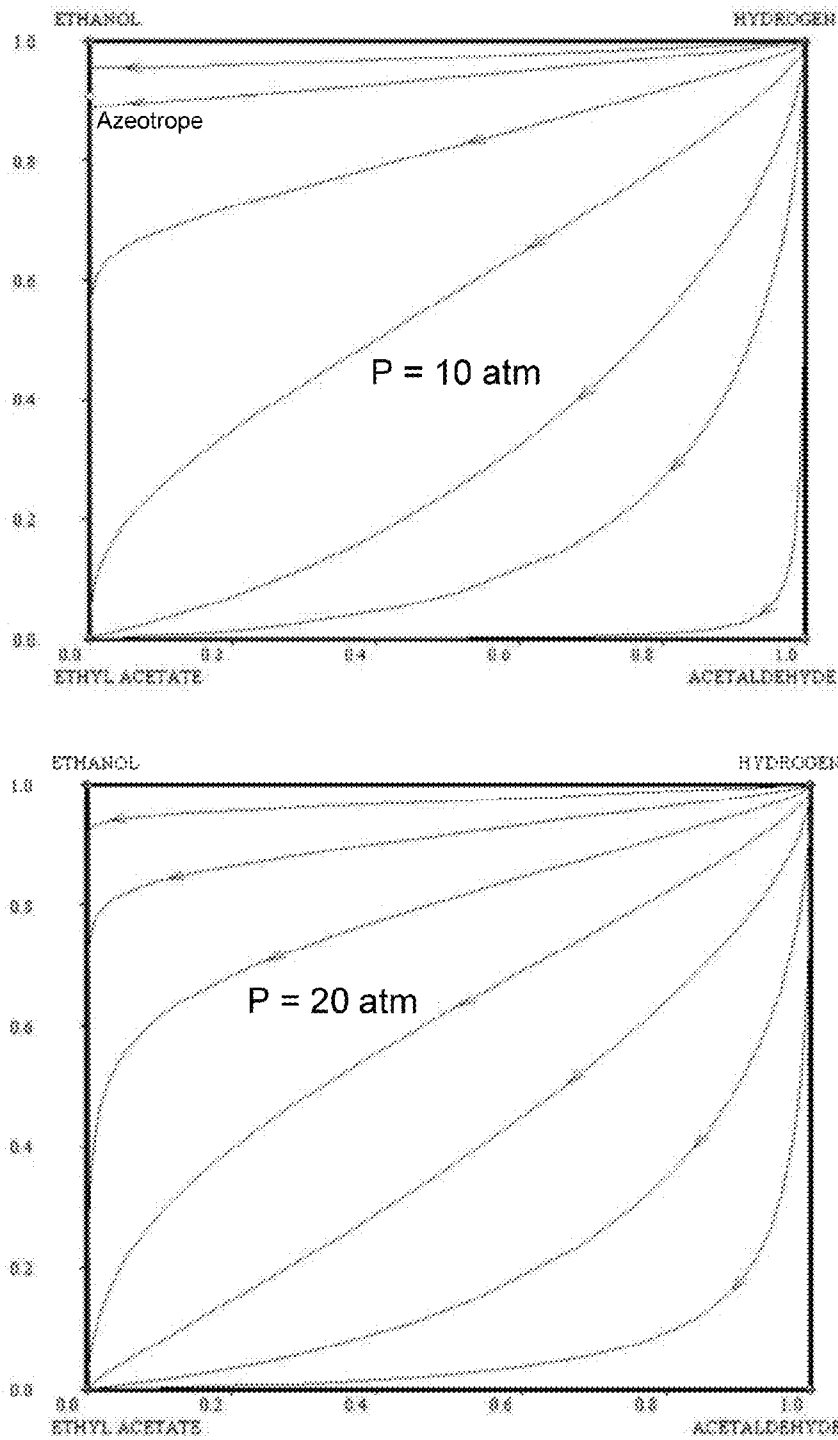 ETHANOL HYDROGEN
1.0
Azeotrope
0.8
0.6
P = 10 atm
0.4
0.2
0.0
0.0 0.2 0.4 0.6 0.8 1.0
ETHYL ACETATE ACETALDEHYDE
ETHANOL HYDROGEN
1.0
0.8
P = 20 atm
0.6
0.4
0.2
0.0
0.0 0.2 0.4 0.6 0.8 1.0
ETHYL ACETATE ACETALDEHYDE